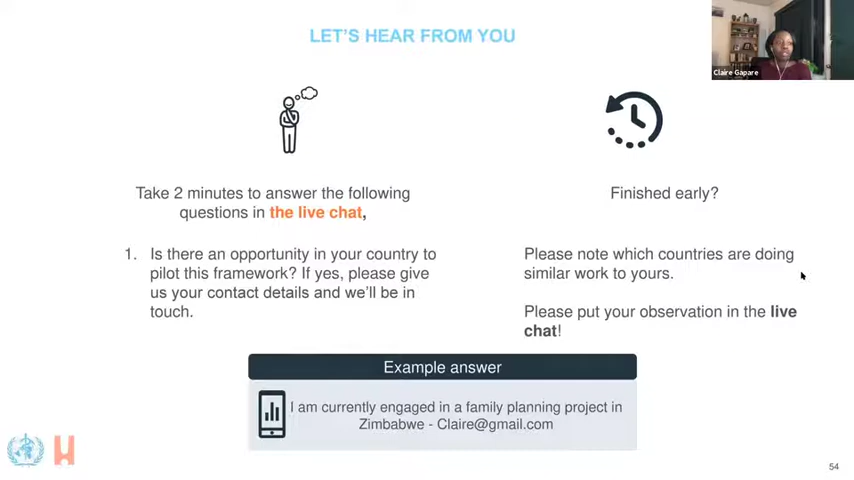 LET'S HEAR FROM YOU
Claire Gapare
Take 2 minutes to answer the following
questions in the live chat,
1. Is there an opportunity in your country to
pilot this framework? If yes, please give
us your contact details and we'll be in
touch.
Finished early?
Please note which countries are doing
similar work to yours.
Please put your observation in the live
chat!
Example answer
I am currently engaged in a family planning project in
Zimbabwe - Claire@gmail.com
54